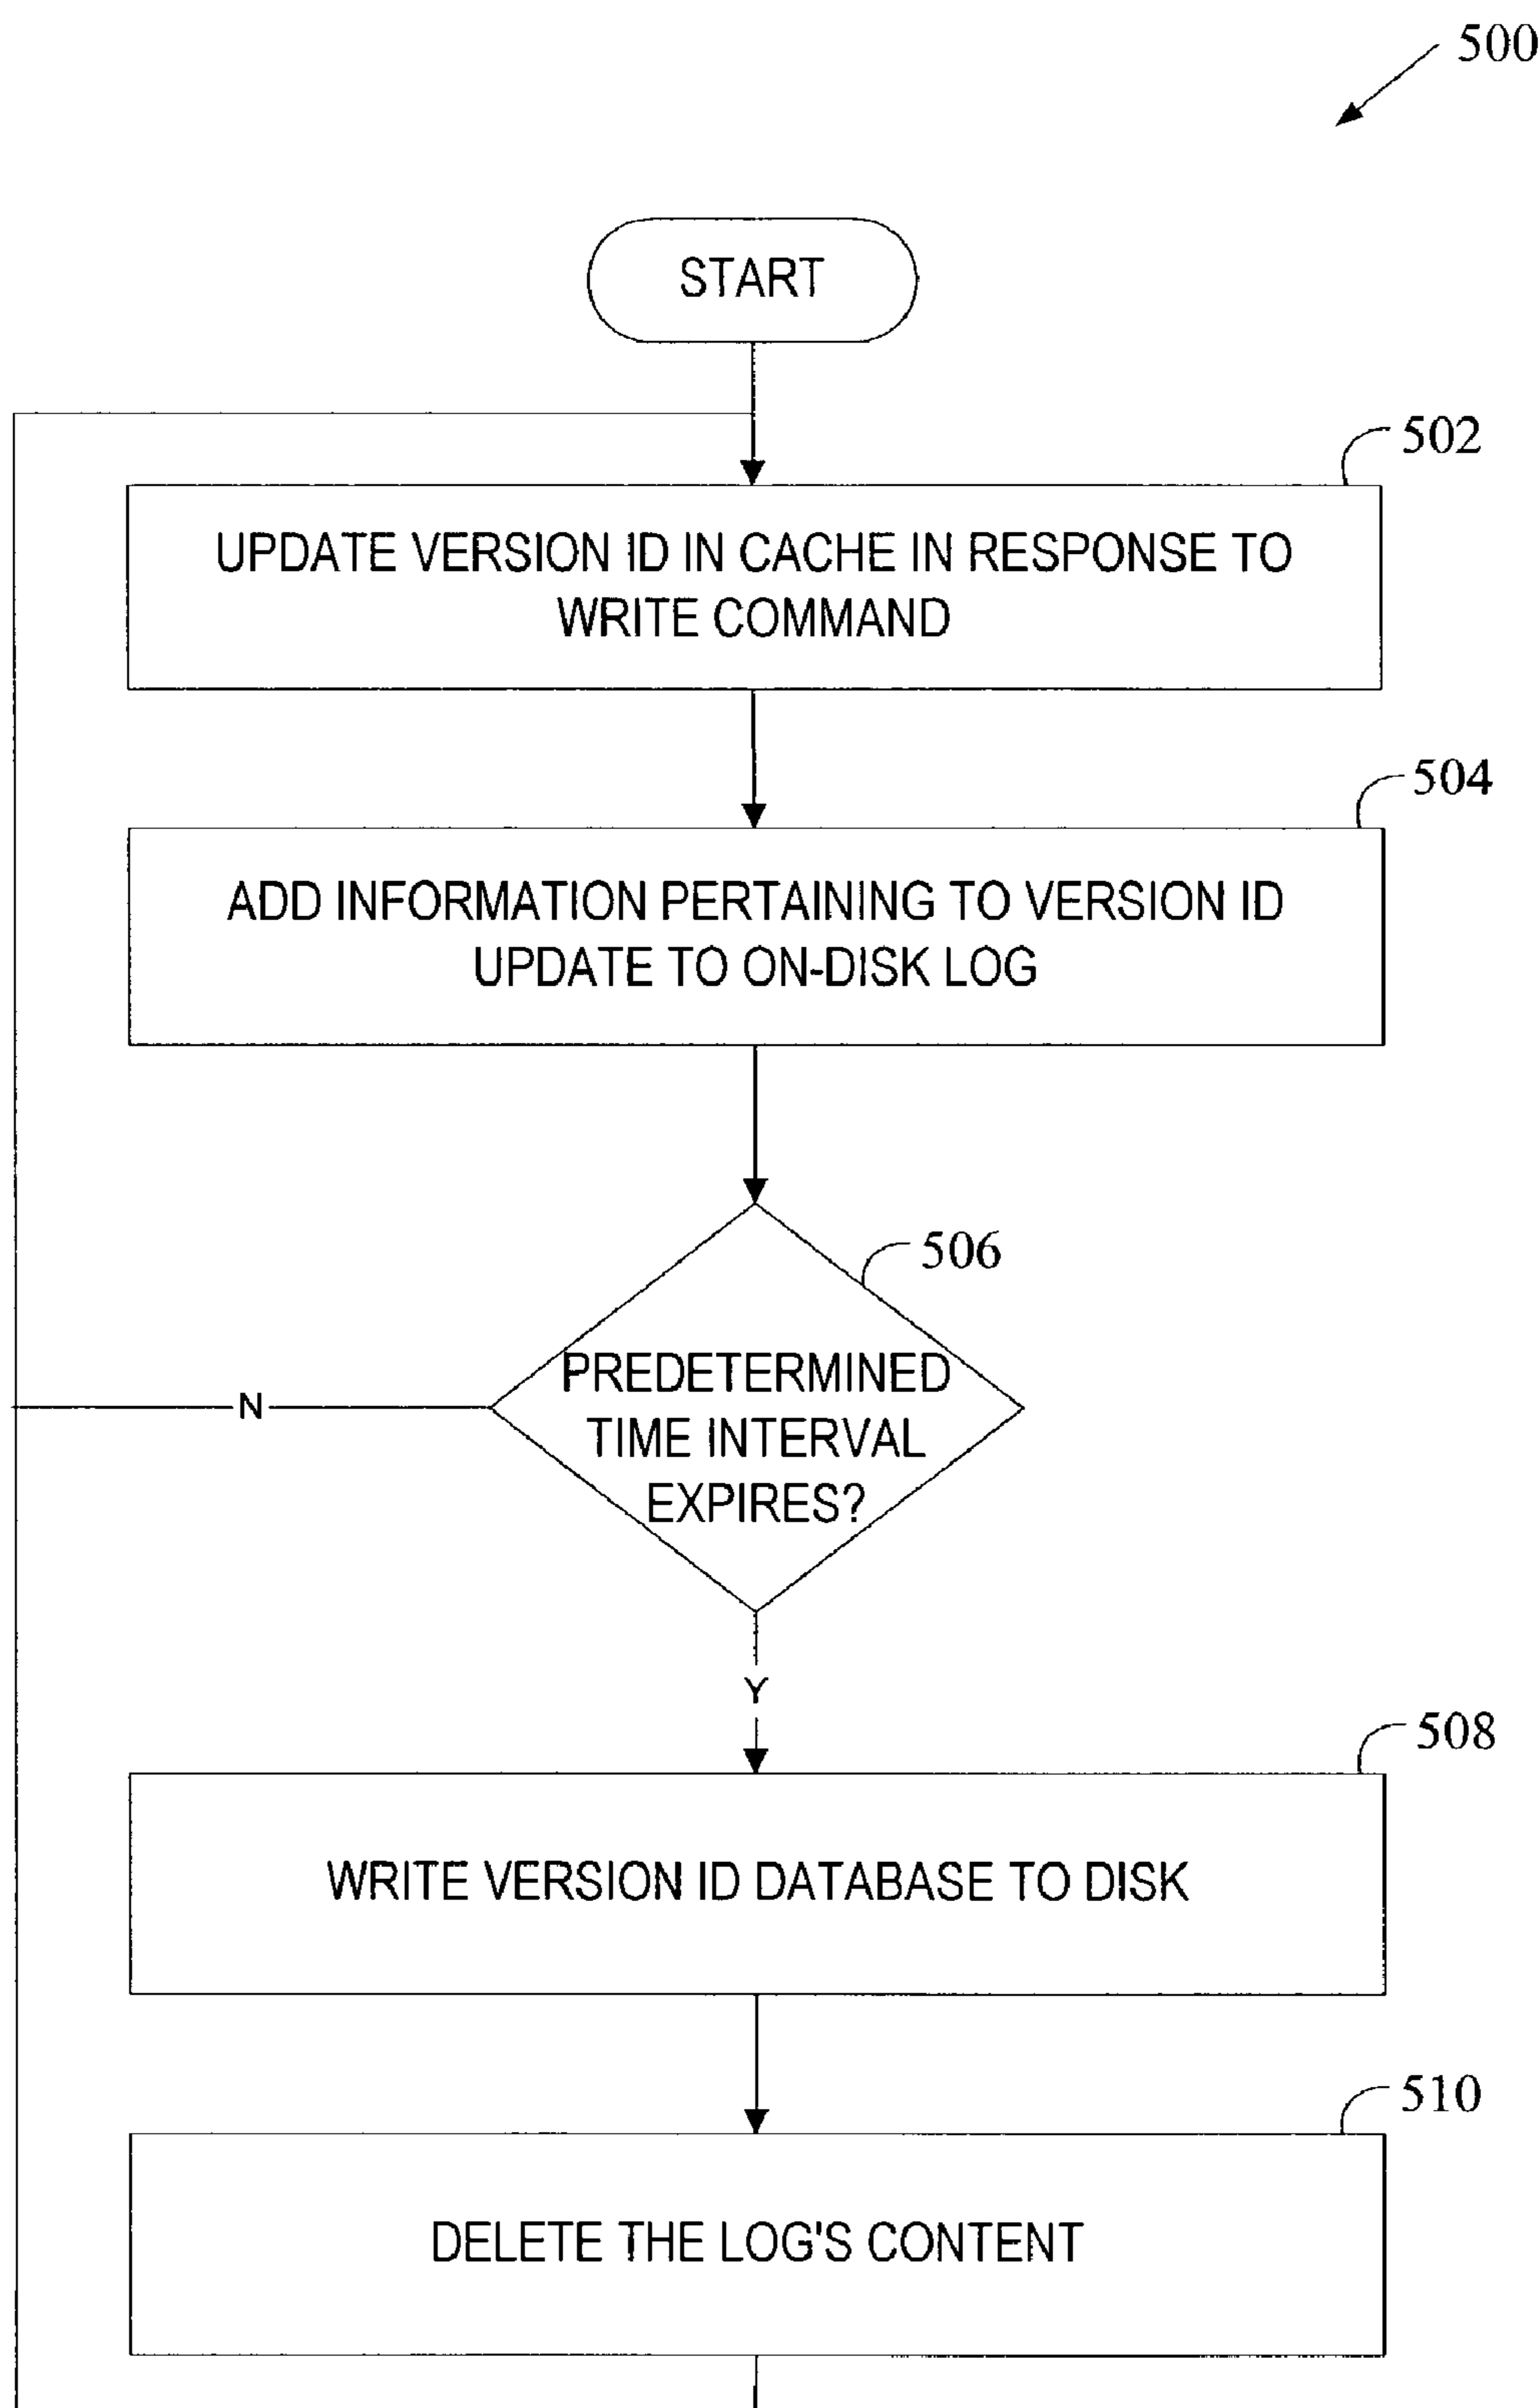 500
START
502
UPDATE VERSION ID IN CACHE IN RESPONSE TO
WRITE COMMAND
504
ADD INFORMATION PERTAINING TO VERSION ID
UPDATE TO ON-DISK LOG
506
PREDETERMINED
TIME INTERVAL
EXPIRES?
N
Y
508
WRITE VERSION ID DATABASE TO DISK
510
DELETE THE LOG'S CONTENT